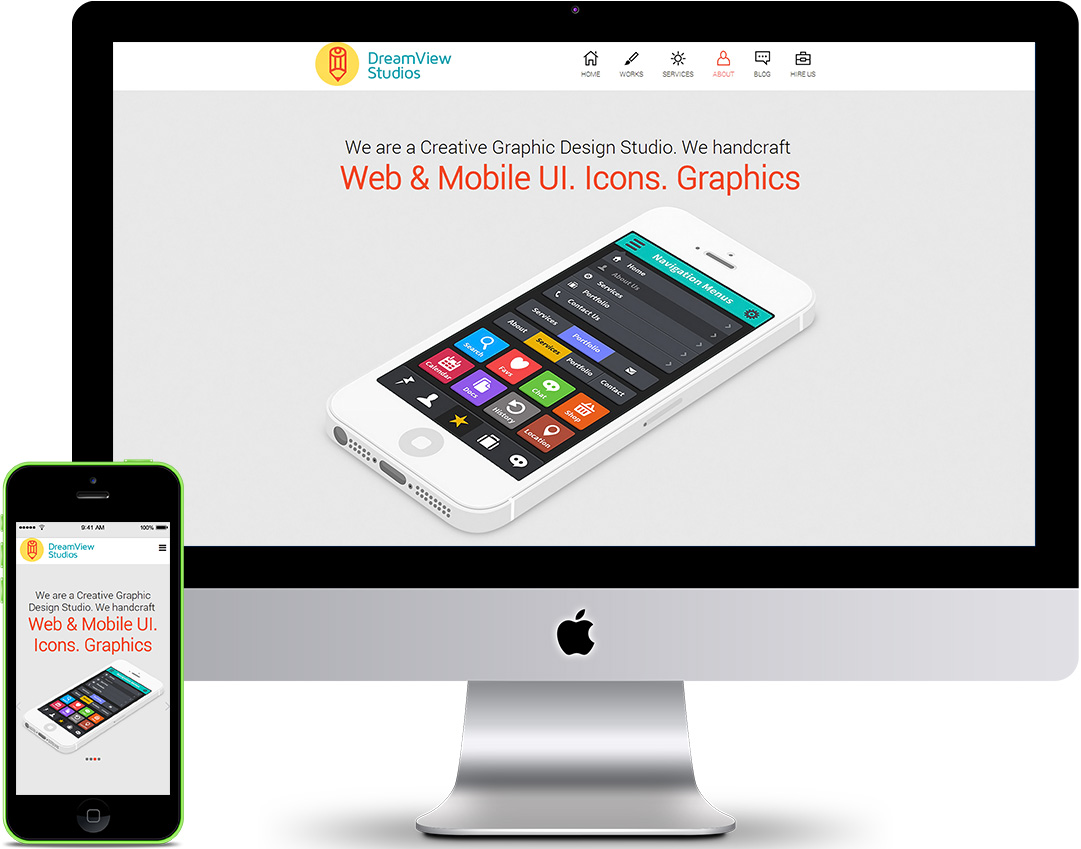 DreamView
Studios
HOME WORKS SERVICES ABOUT BLOG HIRE US
We are a Creative Graphic Design Studio. We handcraft
Web & Mobile UI. Icons. Graphics
Navigation Menus
Home
About Us
Services
Portfolio
Contact Us
Services Portfolio
About Services Portfolio Contact
Search Favs Chat Shop
Calendar Docs History Location
9:41 AM 100%
DreamView
Studios
We are a Creative Graphic
Design Studio. We handcraft
Web & Mobile UI.
Icons. Graphics